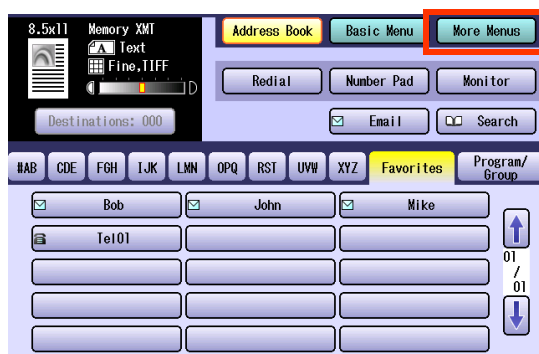 8.5x11 Memory XMT
A Text
Fine,TIFF
D
Destinations: 000
Address Book Basic Menu More Menus
Redial Number Pad Monitor
Email Search
#AB CDE FGH IJK LMN OPQ RST UVW XYZ Favorites Program/
Group
Bob John Mike
Tel01
01
/
01